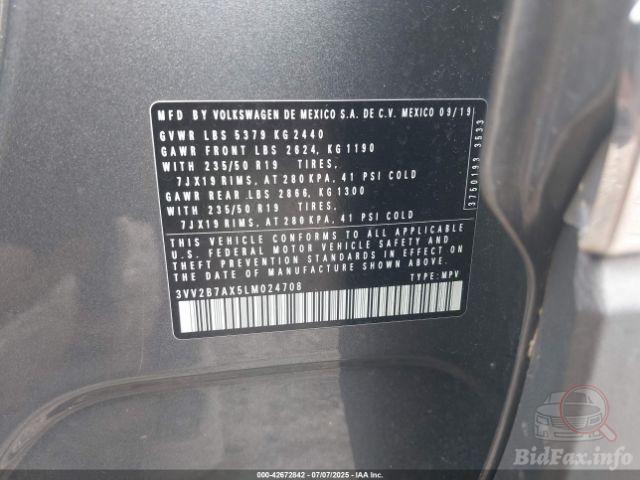 MFD BY VOLKSWAGEN DE MEXICO S.A. DE C.V. MEXICO 09/19
GVWR LBS 5379 KG 2440
GAWR FRONT LBS 2624, KG 1190
WITH 235/50 R19 TIRES,
7JX19 RIMS, AT 280 KPA, 41 PSI COLD
GAWR REAR LBS 2866, KG 1300
WITH 235/50 R19 TIRES,
7JX19 RIMS, AT 280 KPA, 41 PSI COLD
THIS VEHICLE CONFORMS TO ALL APPLICABLE
U.S. FEDERAL MOTOR VEHICLE SAFETY AND
THEFT PREVENTION STANDARDS IN EFFECT ON
THE DATE OF MANUFACTURE SHOWN ABOVE.
3VV2B7AX5LM024708 TYPE: MPV
3750193 3533
BidFax.info
000-42672842 - 07/07/2025 - IAA Inc.